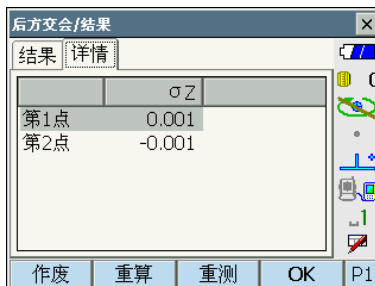 后方交会/结果
结果 详情
σZ
第1点 0.001
第2点 -0.001
1
作废 重算 重测 OK P1